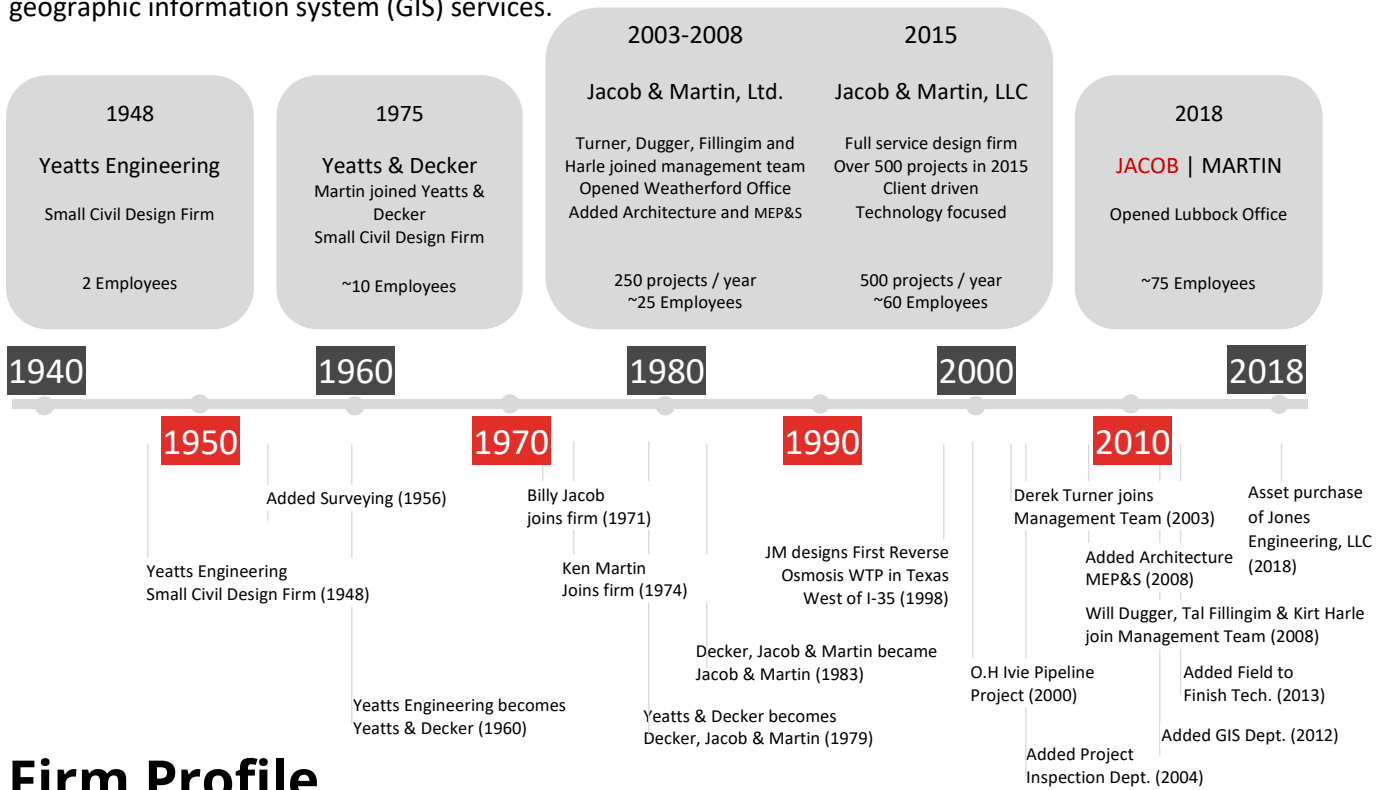 geographic information system (GIS) services.
1948
Yeatts Engineering
Small Civil Design Firm
2 Employees
1975
Yeatts & Decker
Martin joined Yeatts &
Decker
Small Civil Design Firm
~10 Employees
2003-2008
Jacob & Martin, Ltd.
Turner, Dugger, Fillingim and
Harle joined management team
Opened Weatherford Office
Added Architecture and MEP&S
250 projects / year
~25 Employees
2015
Jacob & Martin, LLC
Full service design firm
Over 500 projects in 2015
Client driven
Technology focused
500 projects / year
~60 Employees
2018
JACOB | MARTIN
Opened Lubbock Office
~75 Employees
1940
1960
1980
2000
2018
1950
1970
1990
2010
Added Surveying (1956)
Yeatts Engineering
Small Civil Design Firm (1948)
Yeatts Engineering becomes
Yeatts & Decker (1960)
Billy Jacob
joins firm (1971)
Ken Martin
Joins firm (1974)
JM designs First Reverse
Osmosis WTP in Texas
West of I-35 (1998)
Decker, Jacob & Martin became
Jacob & Martin (1983)
Yeatts & Decker becomes
Decker, Jacob & Martin (1979)
Derek Turner joins
Management Team (2003)
Added Architecture
MEP&S (2008)
Will Dugger, Tal Fillingim & Kirt Harle
join Management Team (2008)
O.H Ivie Pipeline
Project (2000)
Added Field to
Finish Tech. (2013)
Added GIS Dept. (2012)
Added Project
Inspection Dept. (2004)
Asset purchase
of Jones
Engineering, LLC
(2018)
Firm Profile